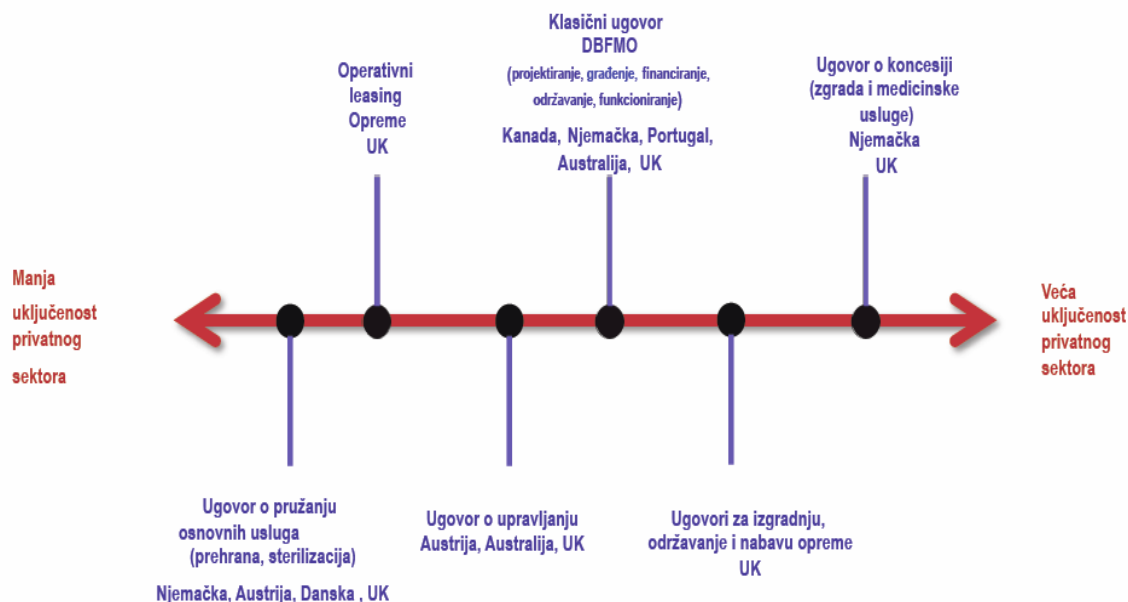 Klasični ugovor
DBFMO
(projektiranje, građenje, financiranje,
održavanje, funkcioniranje)
Kanada, Njemačka, Portugal,
Australija, UK
Operativni
leasing
Opreme
UK
Ugovor o koncesiji
(zgrada i medicinske
usluge)
Njemačka
UK
Manja
uključenost
privatnog
sektora
Veća
uključenost
privatnog
sektora
Ugovor o pružanju
osnovnih usluga
(prehrana, sterilizacija)
Njemačka, Austrija, Danska , UK
Ugovor o upravljanju
Austrija, Australija, UK
Ugovori za izgradnju,
održavanje i nabavu opreme
UK